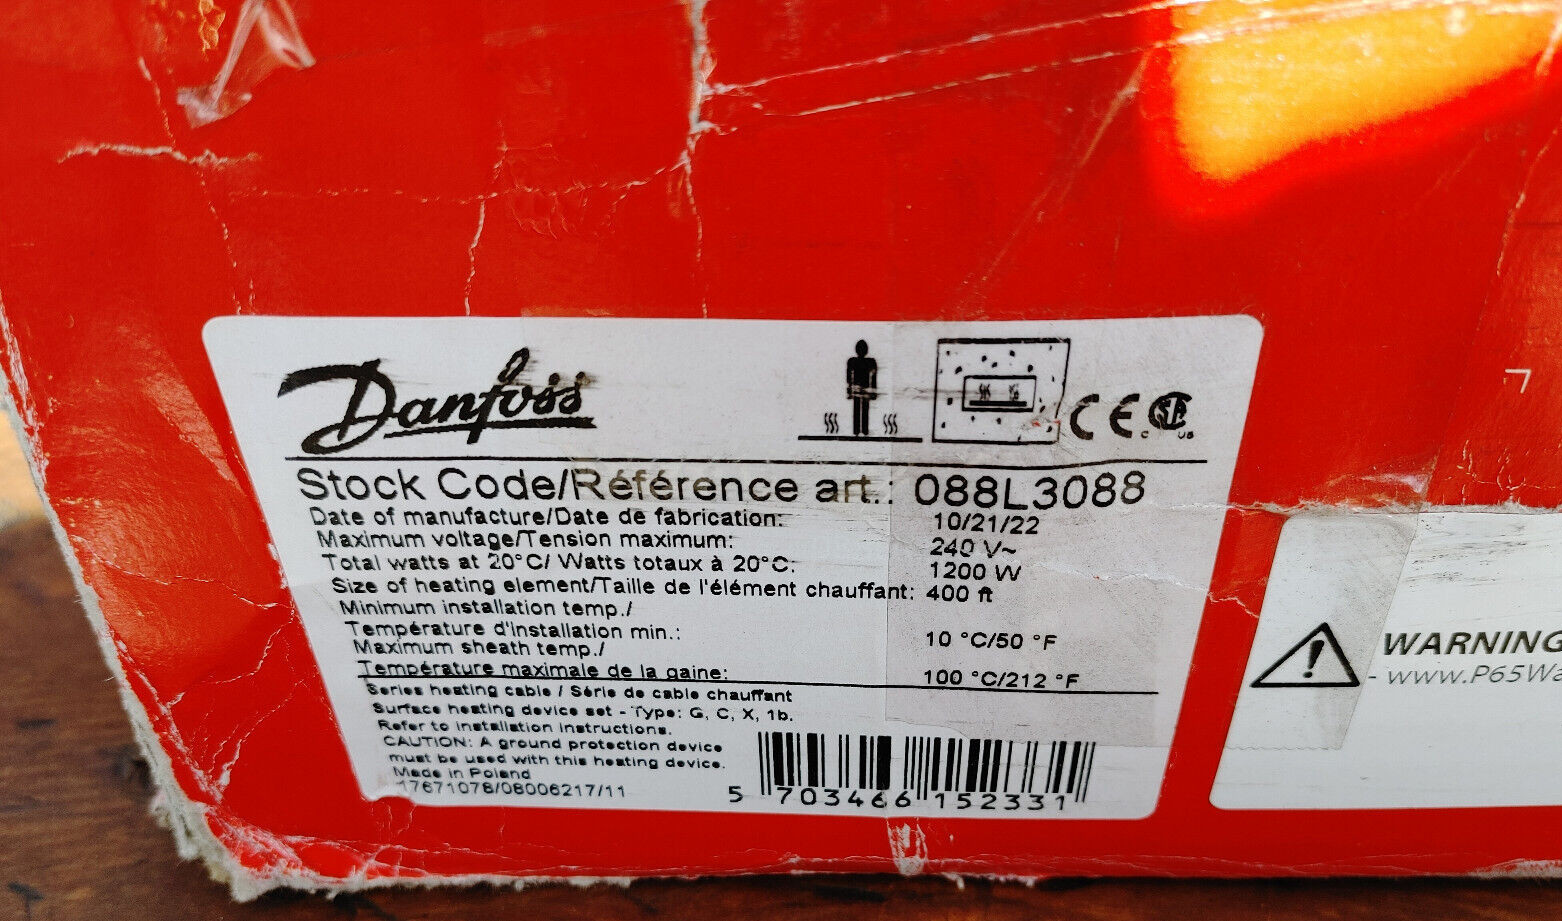 Danfoss
CE
Stock Code/Référence art.: 088L3088
Date of manufacture/Date de fabrication: 10/21/22
Maximum voltage/Tension maximum: 240 V~
Total watts at 20°C/ Watts totaux à 20°C: 1200 W
Size of heating element/Taille de l'élément chauffant: 400 ft
Minimum installation temp./
Température d'installation min.: 10 °C/50 °F
Maximum sheath temp./
Température maximale de la gaine: 100 °C/212 °F
Series heating cable / Série de cable chauffant
Surface heating device set - Type: G, C, X, 1b.
Refer to installation instructions.
CAUTION: A ground protection device
must be used with this heating device.
Made in Poland
17671078/08006217/11
5 703466 152331
WARNING
- www.P65Wa